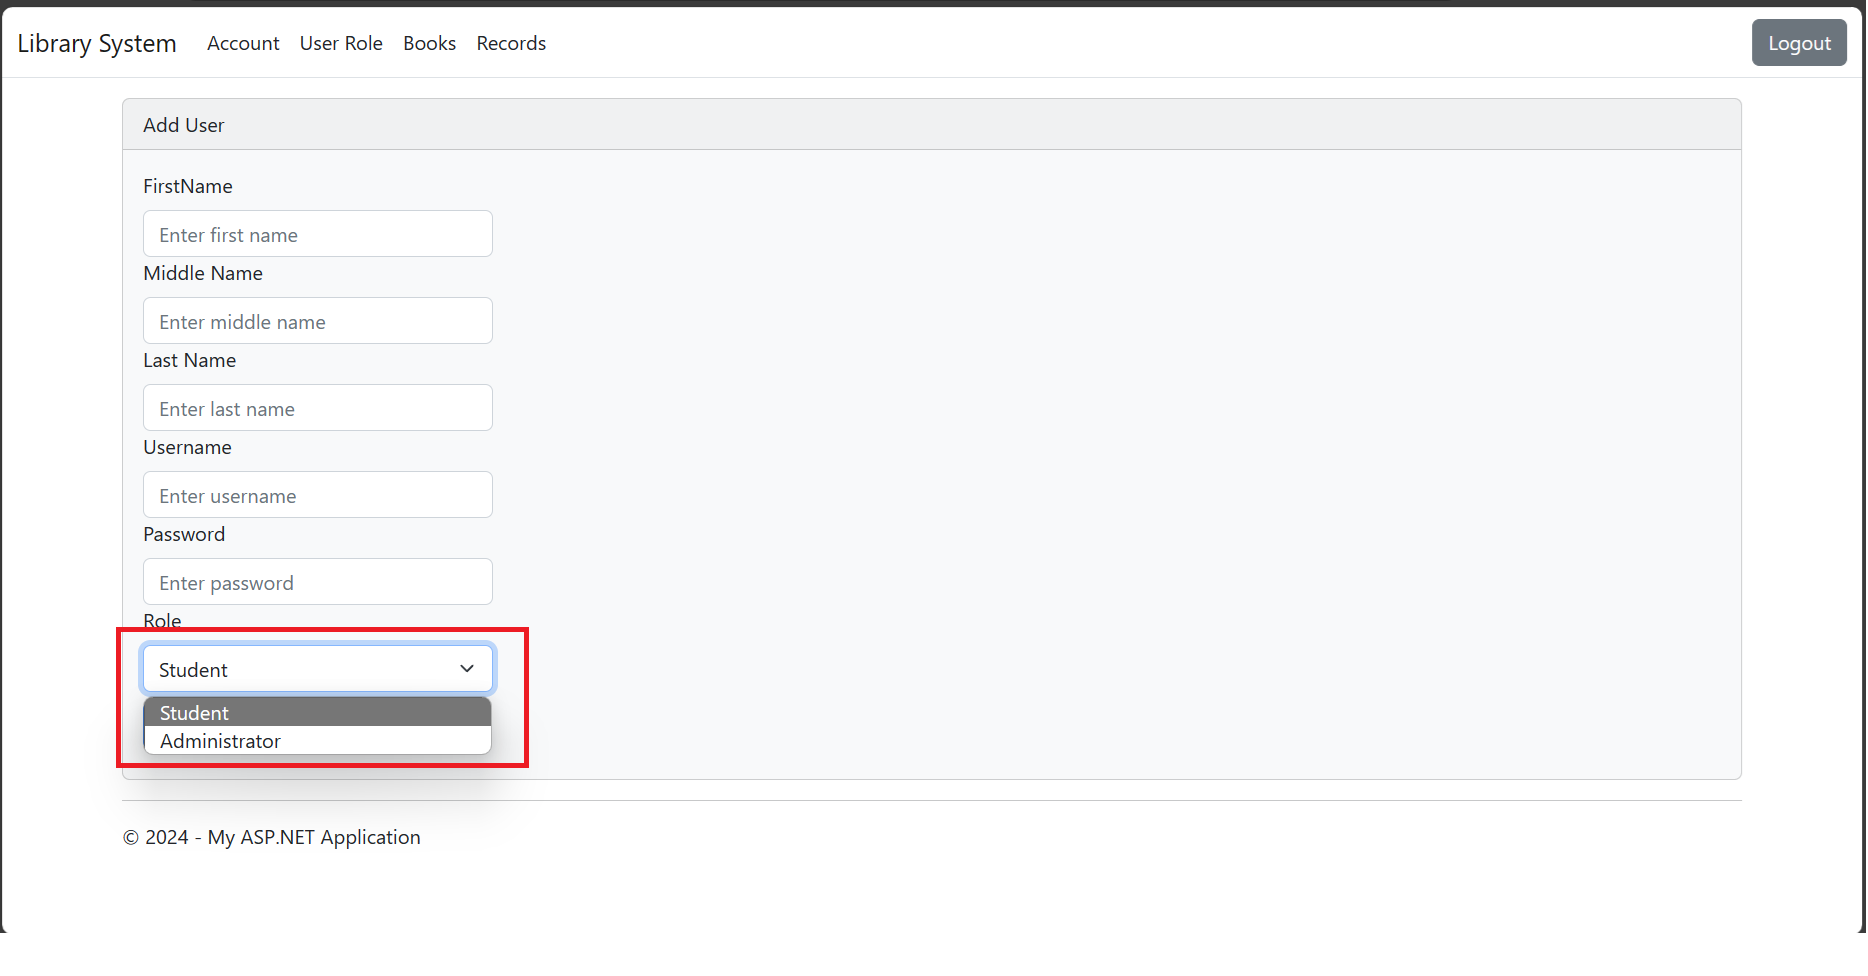 Library System Account User Role Books Records Logout
Add User
FirstName
Enter first name
Middle Name
Enter middle name
Last Name
Enter last name
Username
Enter username
Password
Enter password
Role
Student
Student
Administrator
© 2024 - My ASP.NET Application